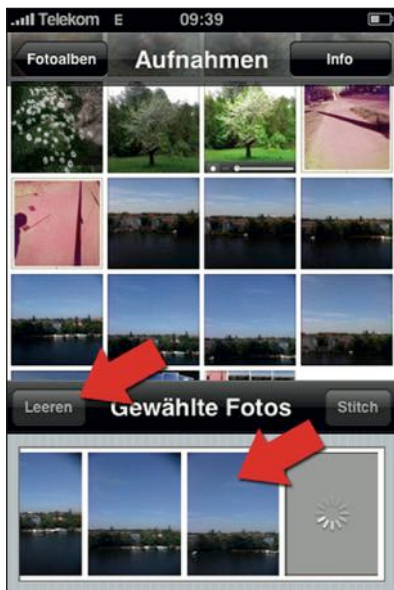 Telekom E 09:39
Fotoalben Aufnahmen Info
Leeren Gewählte Fotos Stitch